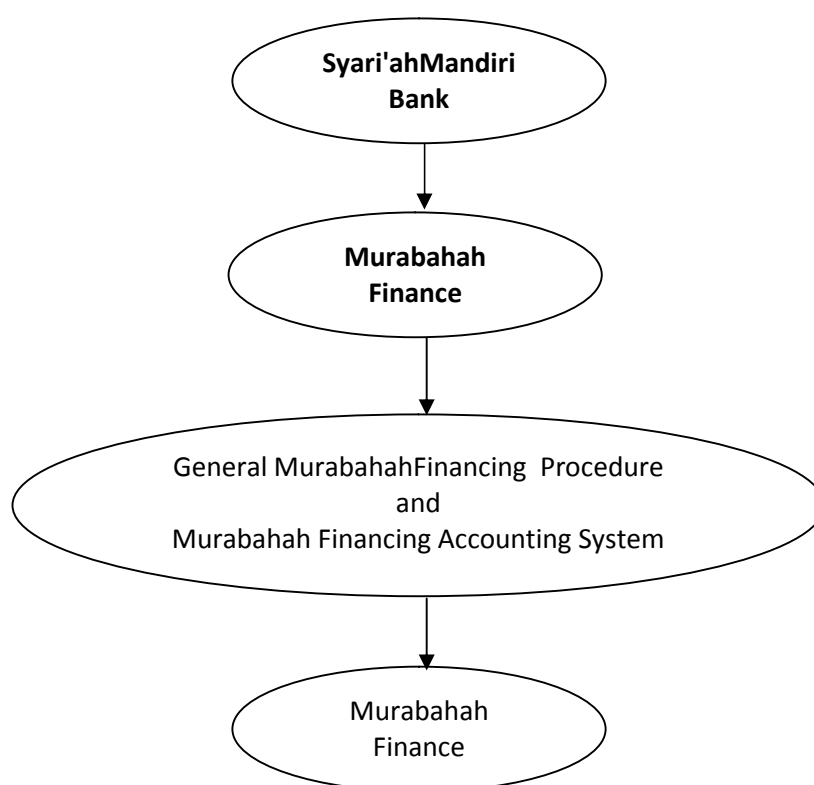 Syari'ahMandiri
Bank
Murabahah
Finance
General MurabahahFinancing Procedure
and
Murabahah Financing Accounting System
Murabahah
Finance